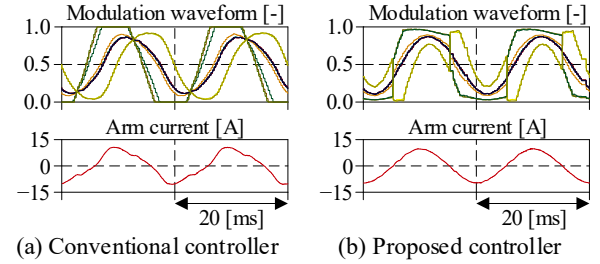 Modulation waveform [-]
1.0
0.5
0.0
Arm current [A]
15
0
−15
20 [ms]
(a) Conventional controller
Modulation waveform [-]
1.0
0.5
0.0
Arm current [A]
15
0
−15
20 [ms]
(b) Proposed controller